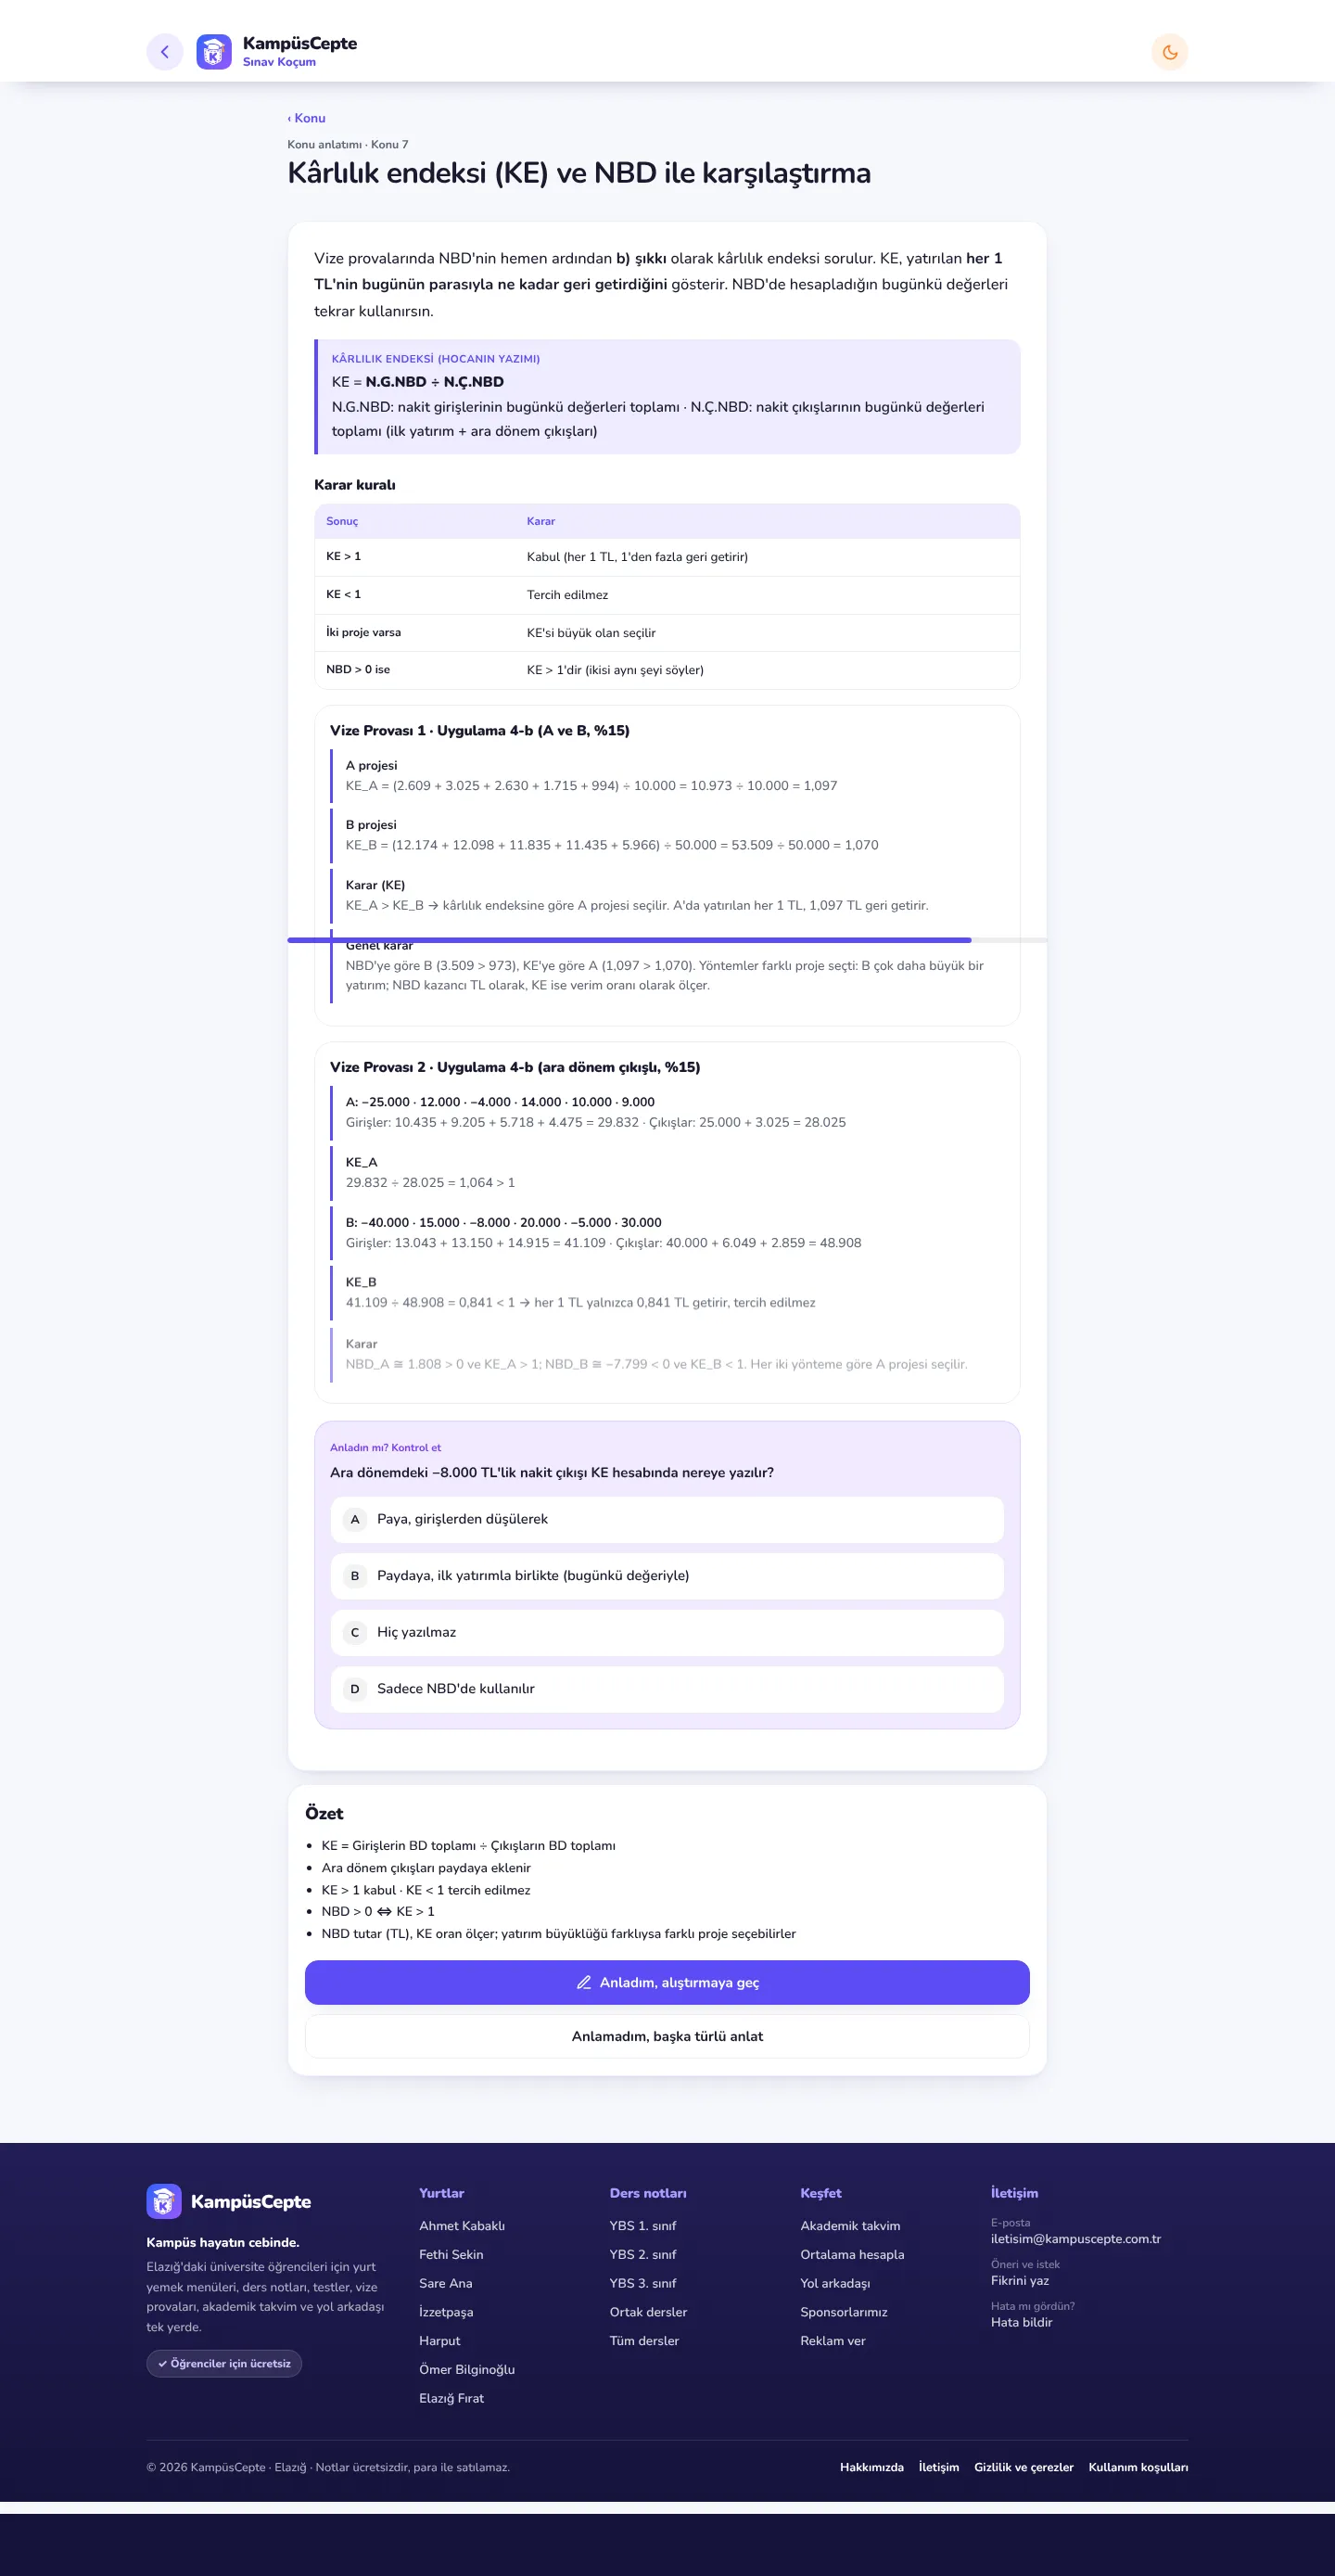 KampüsCepte
Sınav Koçum
‹ Konu
Konu anlatımı · Konu 7
Kârlılık endeksi (KE) ve NBD ile karşılaştırma
Vize provalarında NBD'nin hemen ardından b) şıkkı olarak kârlılık endeksi sorulur. KE, yatırılan her 1
TL'nin bugünün parasıyla ne kadar geri getirdiğini gösterir. NBD'de hesapladığın bugünkü değerleri
tekrar kullanırsın.
KÂRLILIK ENDEKSİ (HOCANIN YAZIMI)
KE = N.G.NBD ÷ N.Ç.NBD
N.G.NBD: nakit girişlerinin bugünkü değerleri toplamı · N.Ç.NBD: nakit çıkışlarının bugünkü değerleri
toplamı (ilk yatırım + ara dönem çıkışları)
Karar kuralı
Sonuç Karar
KE > 1 Kabul (her 1 TL, 1'den fazla geri getirir)
KE < 1 Tercih edilmez
İki proje varsa KE'si büyük olan seçilir
NBD > 0 ise KE > 1'dir (ikisi aynı şeyi söyler)
Vize Provası 1 · Uygulama 4-b (A ve B, %15)
A projesi
KE_A = (2.609 + 3.025 + 2.630 + 1.715 + 994) ÷ 10.000 = 10.973 ÷ 10.000 = 1,097
B projesi
KE_B = (12.174 + 12.098 + 11.835 + 11.435 + 5.966) ÷ 50.000 = 53.509 ÷ 50.000 = 1,070
Karar (KE)
KE_A > KE_B → kârlılık endeksine göre A projesi seçilir. A'da yatırılan her 1 TL, 1,097 TL geri getirir.
Genel karar
NBD'ye göre B (3.509 > 973), KE'ye göre A (1,097 > 1,070). Yöntemler farklı proje seçti: B çok daha büyük bir
yatırım; NBD kazancı TL olarak, KE ise verim oranı olarak ölçer.
Vize Provası 2 · Uygulama 4-b (ara dönem çıkışlı, %15)
A: −25.000 · 12.000 · −4.000 · 14.000 · 10.000 · 9.000
Girişler: 10.435 + 9.205 + 5.718 + 4.475 = 29.832 · Çıkışlar: 25.000 + 3.025 = 28.025
KE_A
29.832 ÷ 28.025 = 1,064 > 1
B: −40.000 · 15.000 · −8.000 · 20.000 · −5.000 · 30.000
Girişler: 13.043 + 13.150 + 14.915 = 41.109 · Çıkışlar: 40.000 + 6.049 + 2.859 = 48.908
KE_B
41.109 ÷ 48.908 = 0,841 < 1 → her 1 TL yalnızca 0,841 TL getirir, tercih edilmez
Karar
NBD_A ≅ 1.808 > 0 ve KE_A > 1; NBD_B ≅ −7.799 < 0 ve KE_B < 1. Her iki yönteme göre A projesi seçilir.
Anladın mı? Kontrol et
Ara dönemdeki −8.000 TL'lik nakit çıkışı KE hesabında nereye yazılır?
A Paya, girişlerden düşülerek
B Paydaya, ilk yatırımla birlikte (bugünkü değeriyle)
C Hiç yazılmaz
D Sadece NBD'de kullanılır
Özet
• KE = Girişlerin BD toplamı ÷ Çıkışların BD toplamı
• Ara dönem çıkışları paydaya eklenir
• KE > 1 kabul · KE < 1 tercih edilmez
• NBD > 0 ⇔ KE > 1
• NBD tutar (TL), KE oran ölçer; yatırım büyüklüğü farklıysa farklı proje seçebilirler
Anladım, alıştırmaya geç
Anlamadım, başka türlü anlat
KampüsCepte
Kampüs hayatın cebinde.
Elazığ'daki üniversite öğrencileri için yurt
yemek menüleri, ders notları, testler, vize
provaları, akademik takvim ve yol arkadaşı
tek yerde.
✓ Öğrenciler için ücretsiz
Yurtlar
Ahmet Kabaklı
Fethi Sekin
Sare Ana
İzzetpaşa
Harput
Ömer Bilginoğlu
Elazığ Fırat
Ders notları
YBS 1. sınıf
YBS 2. sınıf
YBS 3. sınıf
Ortak dersler
Tüm dersler
Keşfet
Akademik takvim
Ortalama hesapla
Yol arkadaşı
Sponsorlarımız
Reklam ver
İletişim
E-posta
iletisim@kampuscepte.com.tr
Öneri ve istek
Fikrini yaz
Hata mı gördün?
Hata bildir
© 2026 KampüsCepte · Elazığ · Notlar ücretsizdir, para ile satılamaz.
Hakkımızda İletişim Gizlilik ve çerezler Kullanım koşulları